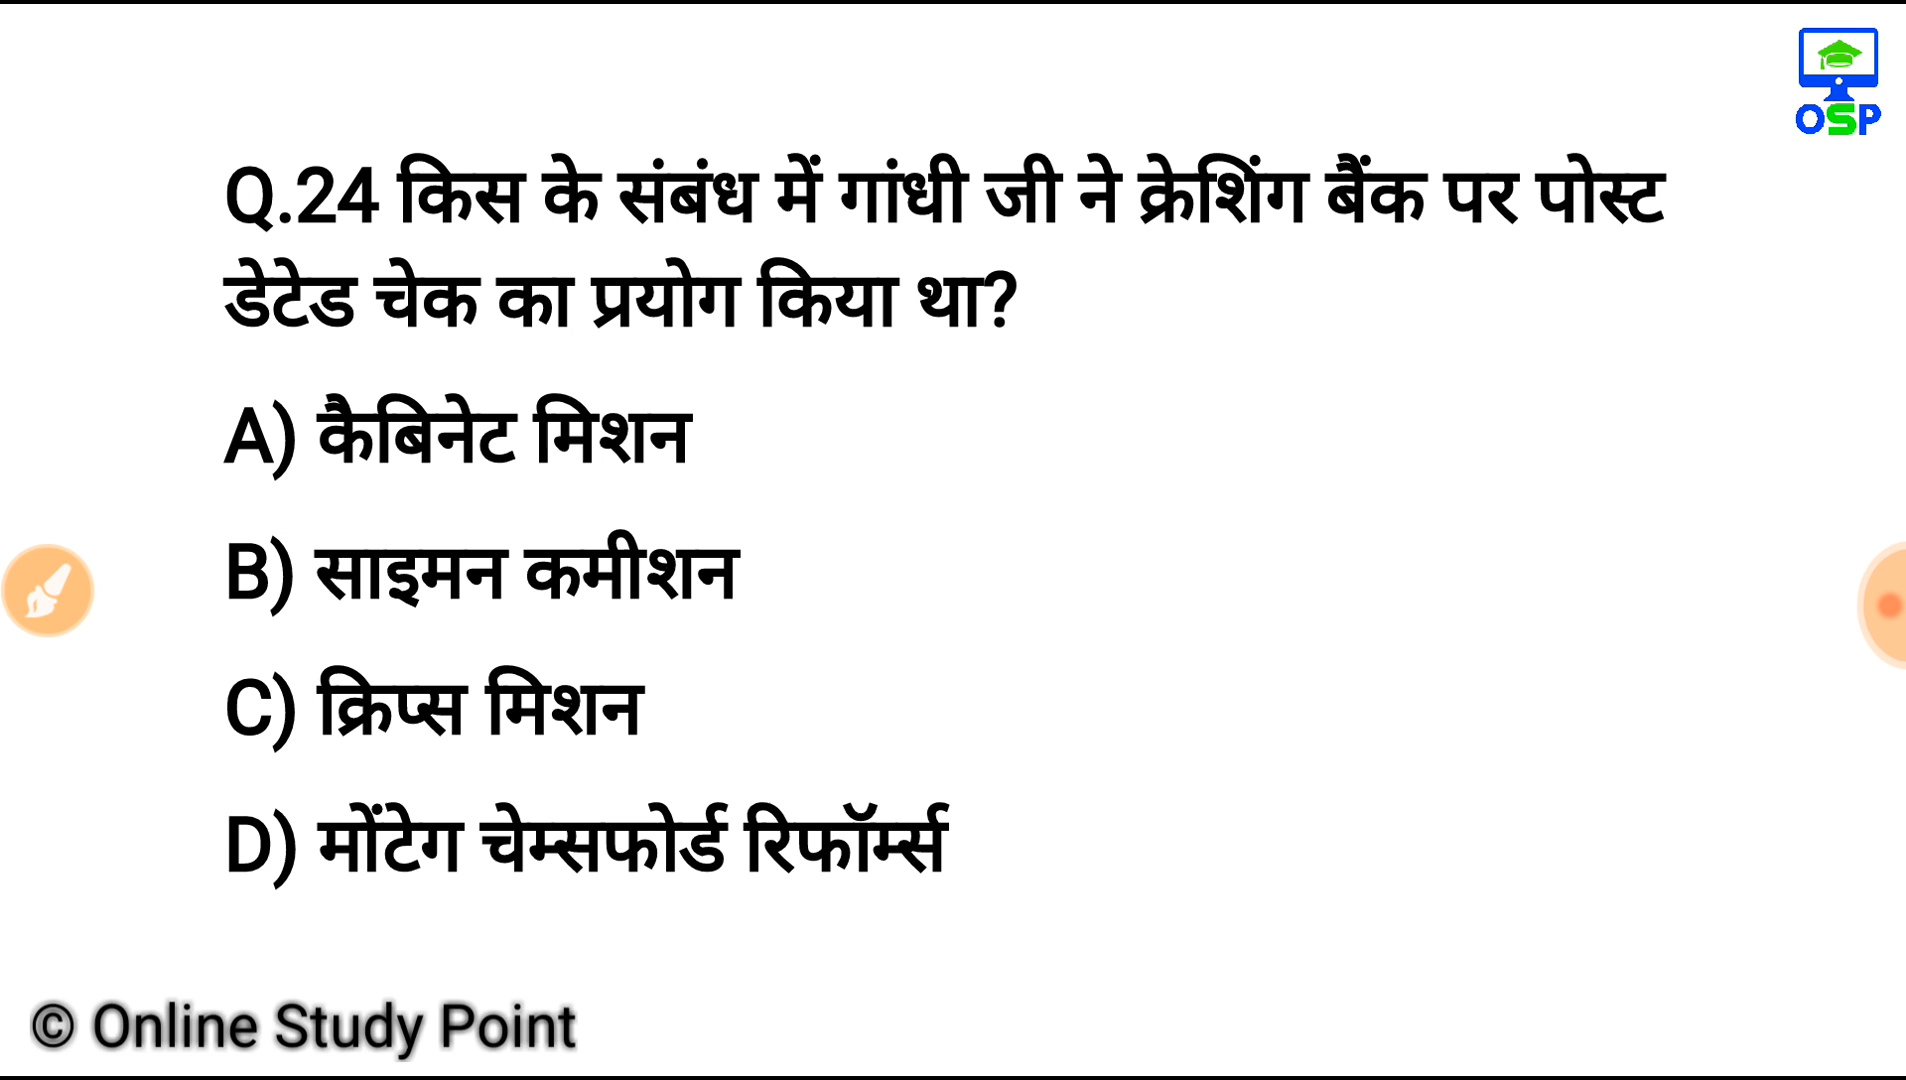 OSP
Q.24 किस के संबंध में गांधी जी ने क्रेशिंग बैंक पर पोस्ट
डेटेड चेक का प्रयोग किया था?
A) कैबिनेट मिशन
B) साइमन कमीशन
C) क्रिप्स मिशन
D) मोंटेग चेम्सफोर्ड रिफॉर्म्स
© Online Study Point